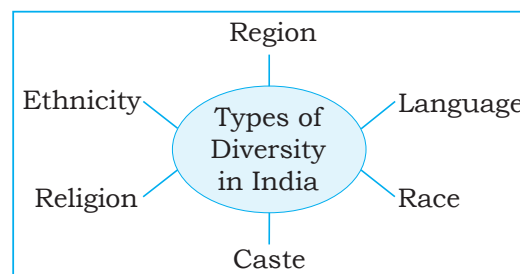 Region
Ethnicity
Language
Types of
Diversity
in India
Religion
Race
Caste